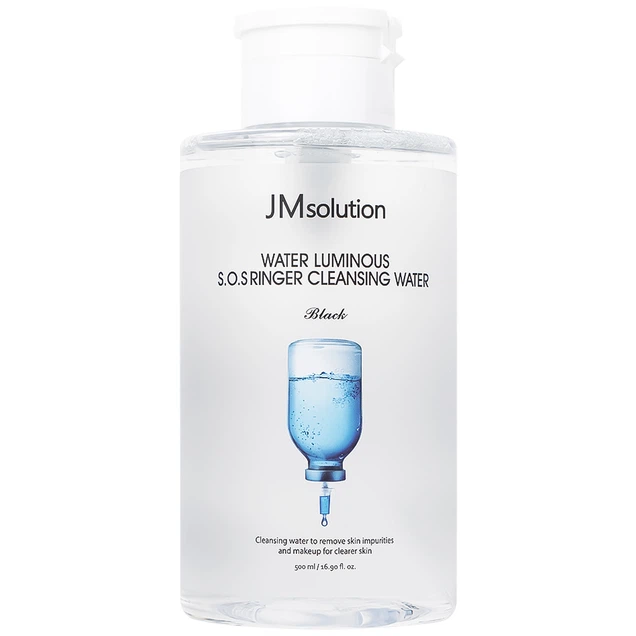 JMsolution
WATER LUMINOUS
S.O.S RINGER CLEANSING WATER
Black
Cleansing water to remove skin impurities
and makeup for clearer skin
500 ml / 16.90 fl. oz.